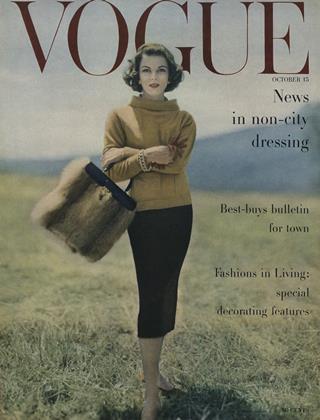 VOGUE
OCTOBER 15
News
in non-city
dressing
Best-buys bulletin
for town
Fashions in Living:
special
decorating features